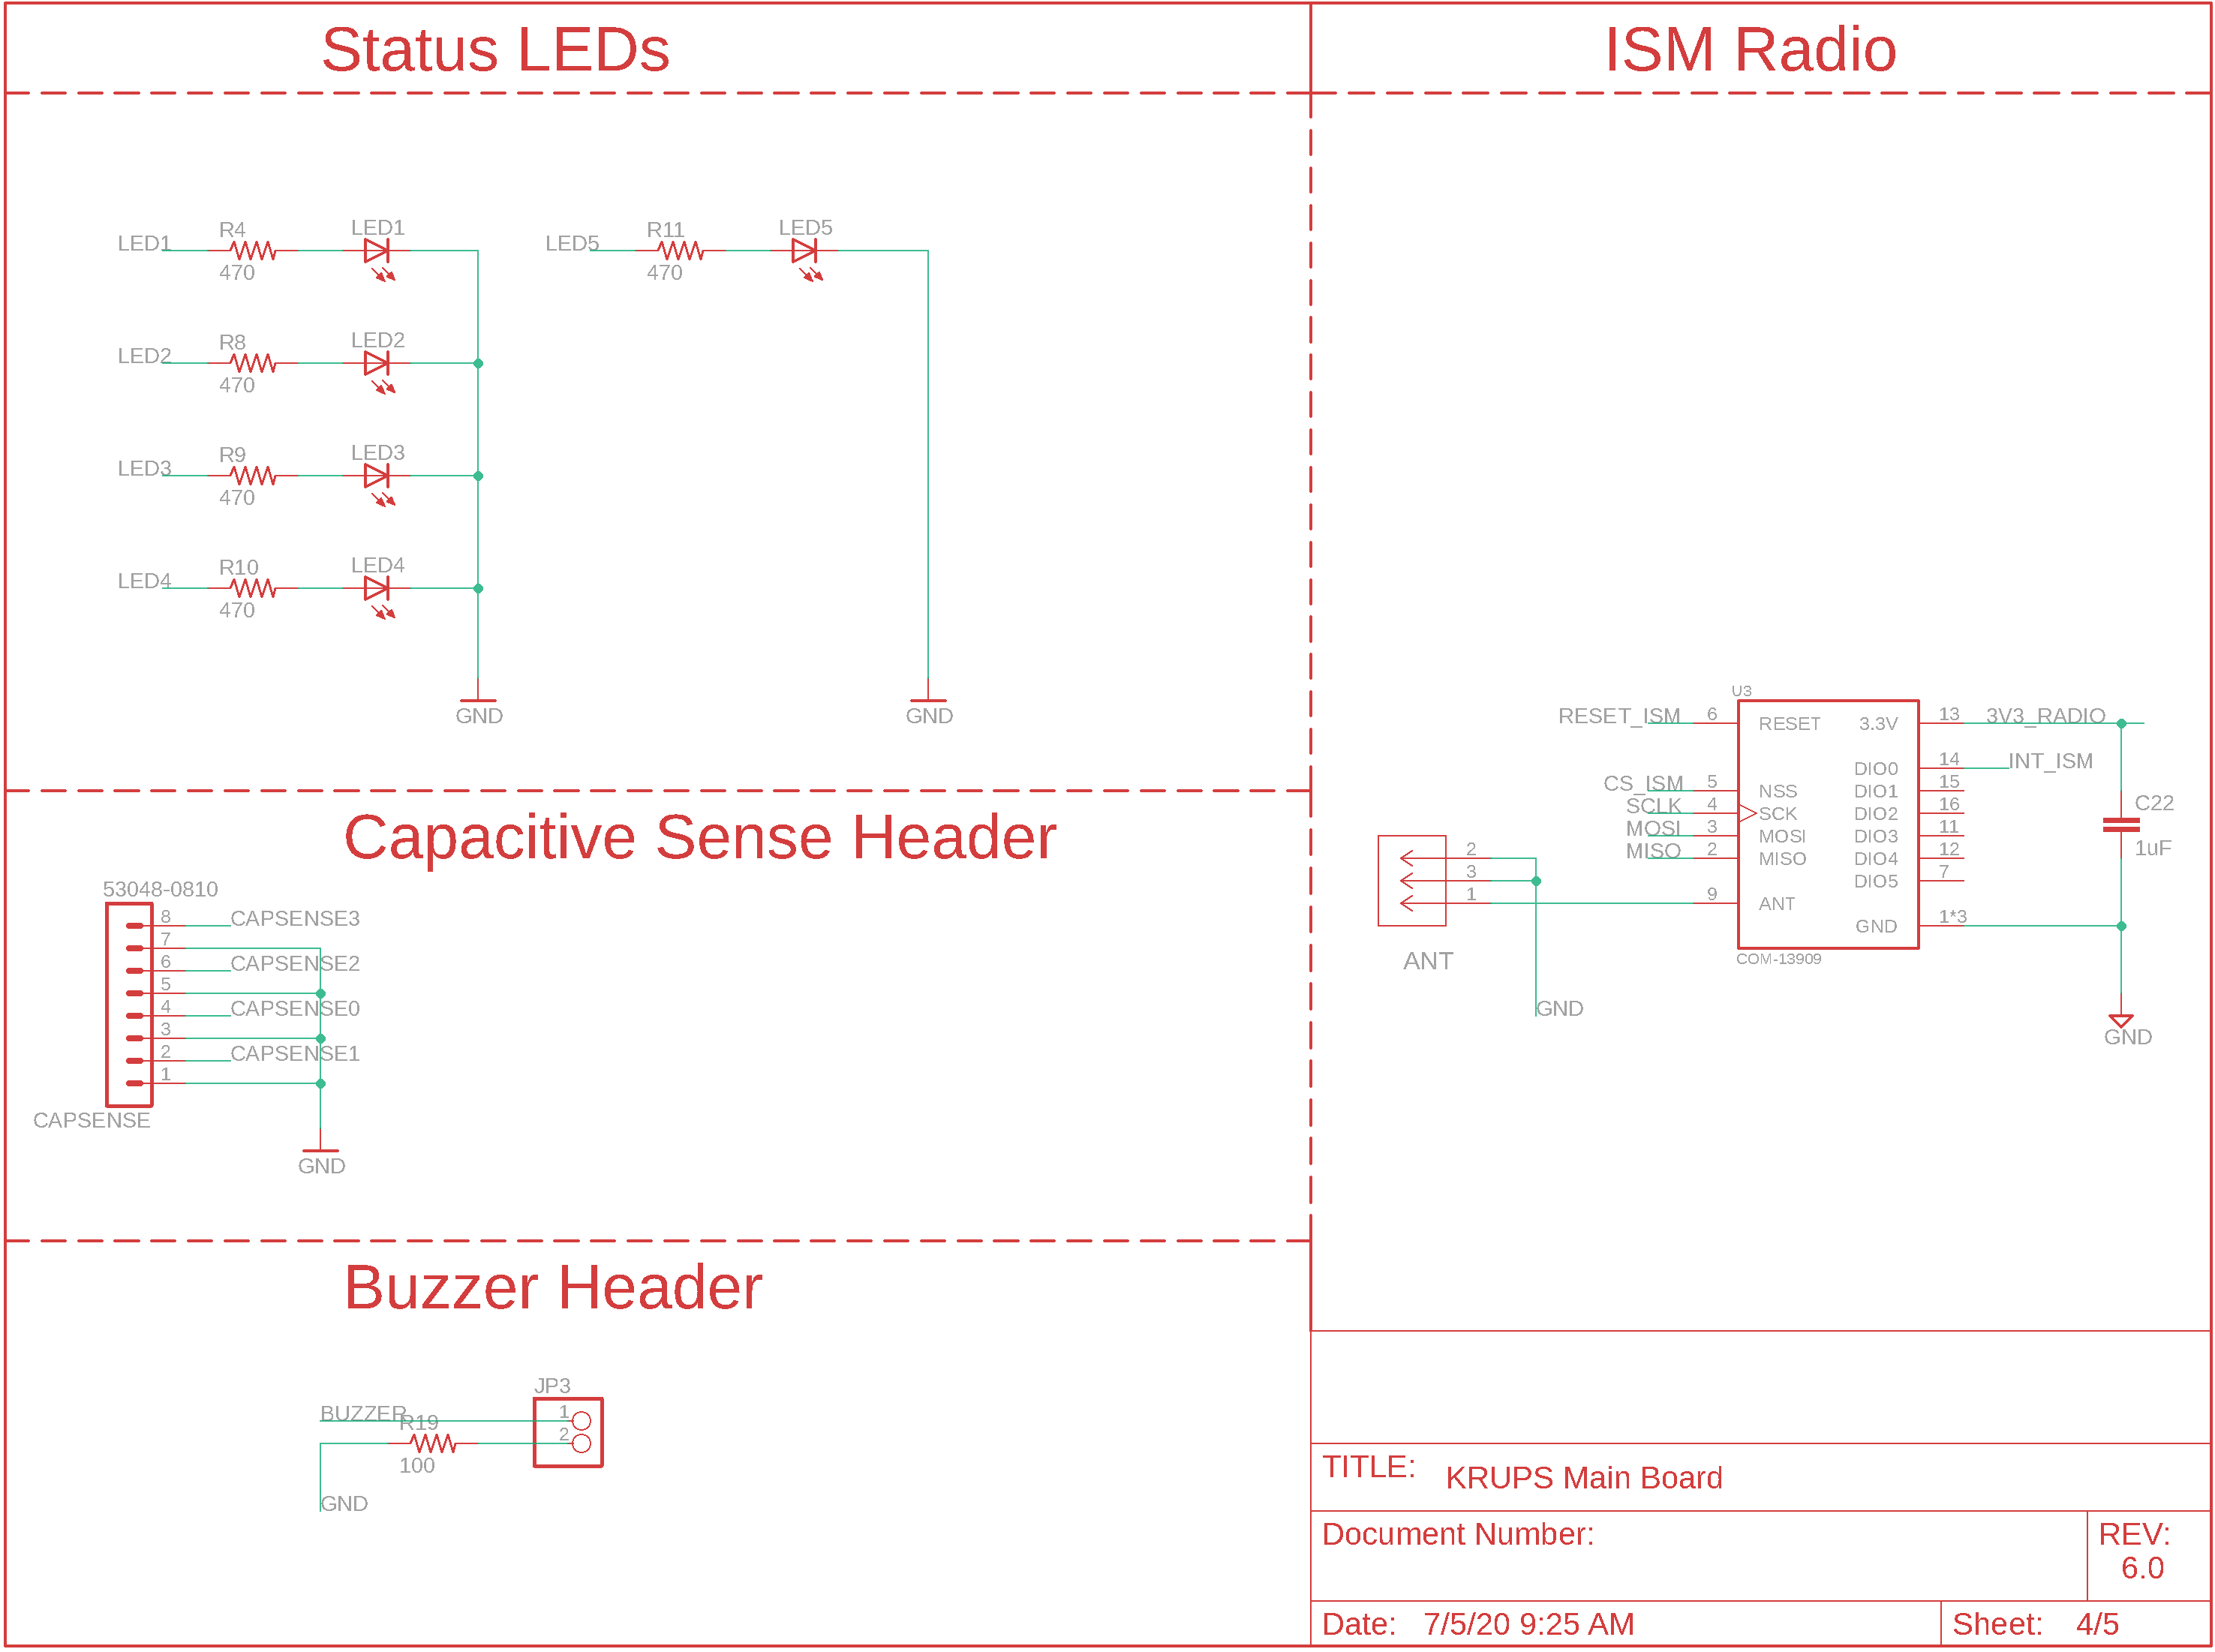 Status LEDs
ISM Radio
LED1
R4
470
LED1
LED5
R11
470
LED5
LED2
R8
470
LED2
LED3
R9
470
LED3
LED4
R10
470
LED4
GND
GND
U3
RESET_ISM 6 RESET
3.3V 13 3V3_RADIO
DIO0 14 INT_ISM
CS_ISM 5 NSS
DIO1 15
SCLK 4 SCK
DIO2 16
MOSI 3 MOSI
DIO3 11
MISO 2 MISO
DIO4 12
DIO5 7
9 ANT
GND 1*3
COM-13909
C22
1uF
GND
2
3
1
ANT
GND
Capacitive Sense Header
53048-0810
8 CAPSENSE3
7
6 CAPSENSE2
5
4 CAPSENSE0
3
2 CAPSENSE1
1
CAPSENSE
GND
Buzzer Header
JP3
BUZZER
1
R19
2
100
GND
TITLE: KRUPS Main Board
Document Number:
REV:
6.0
Date: 7/5/20 9:25 AM
Sheet: 4/5